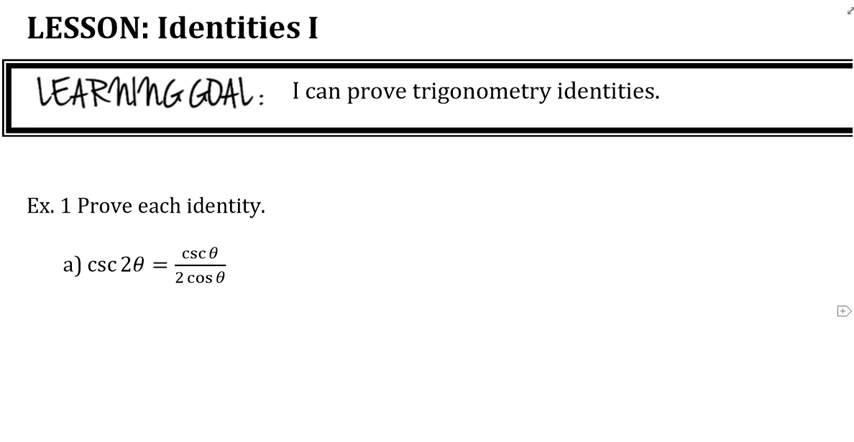 LESSON: Identities I
LEARNING GOAL: I can prove trigonometry identities.
Ex. 1 Prove each identity.
a) csc 2θ = csc θ / 2 cos θ